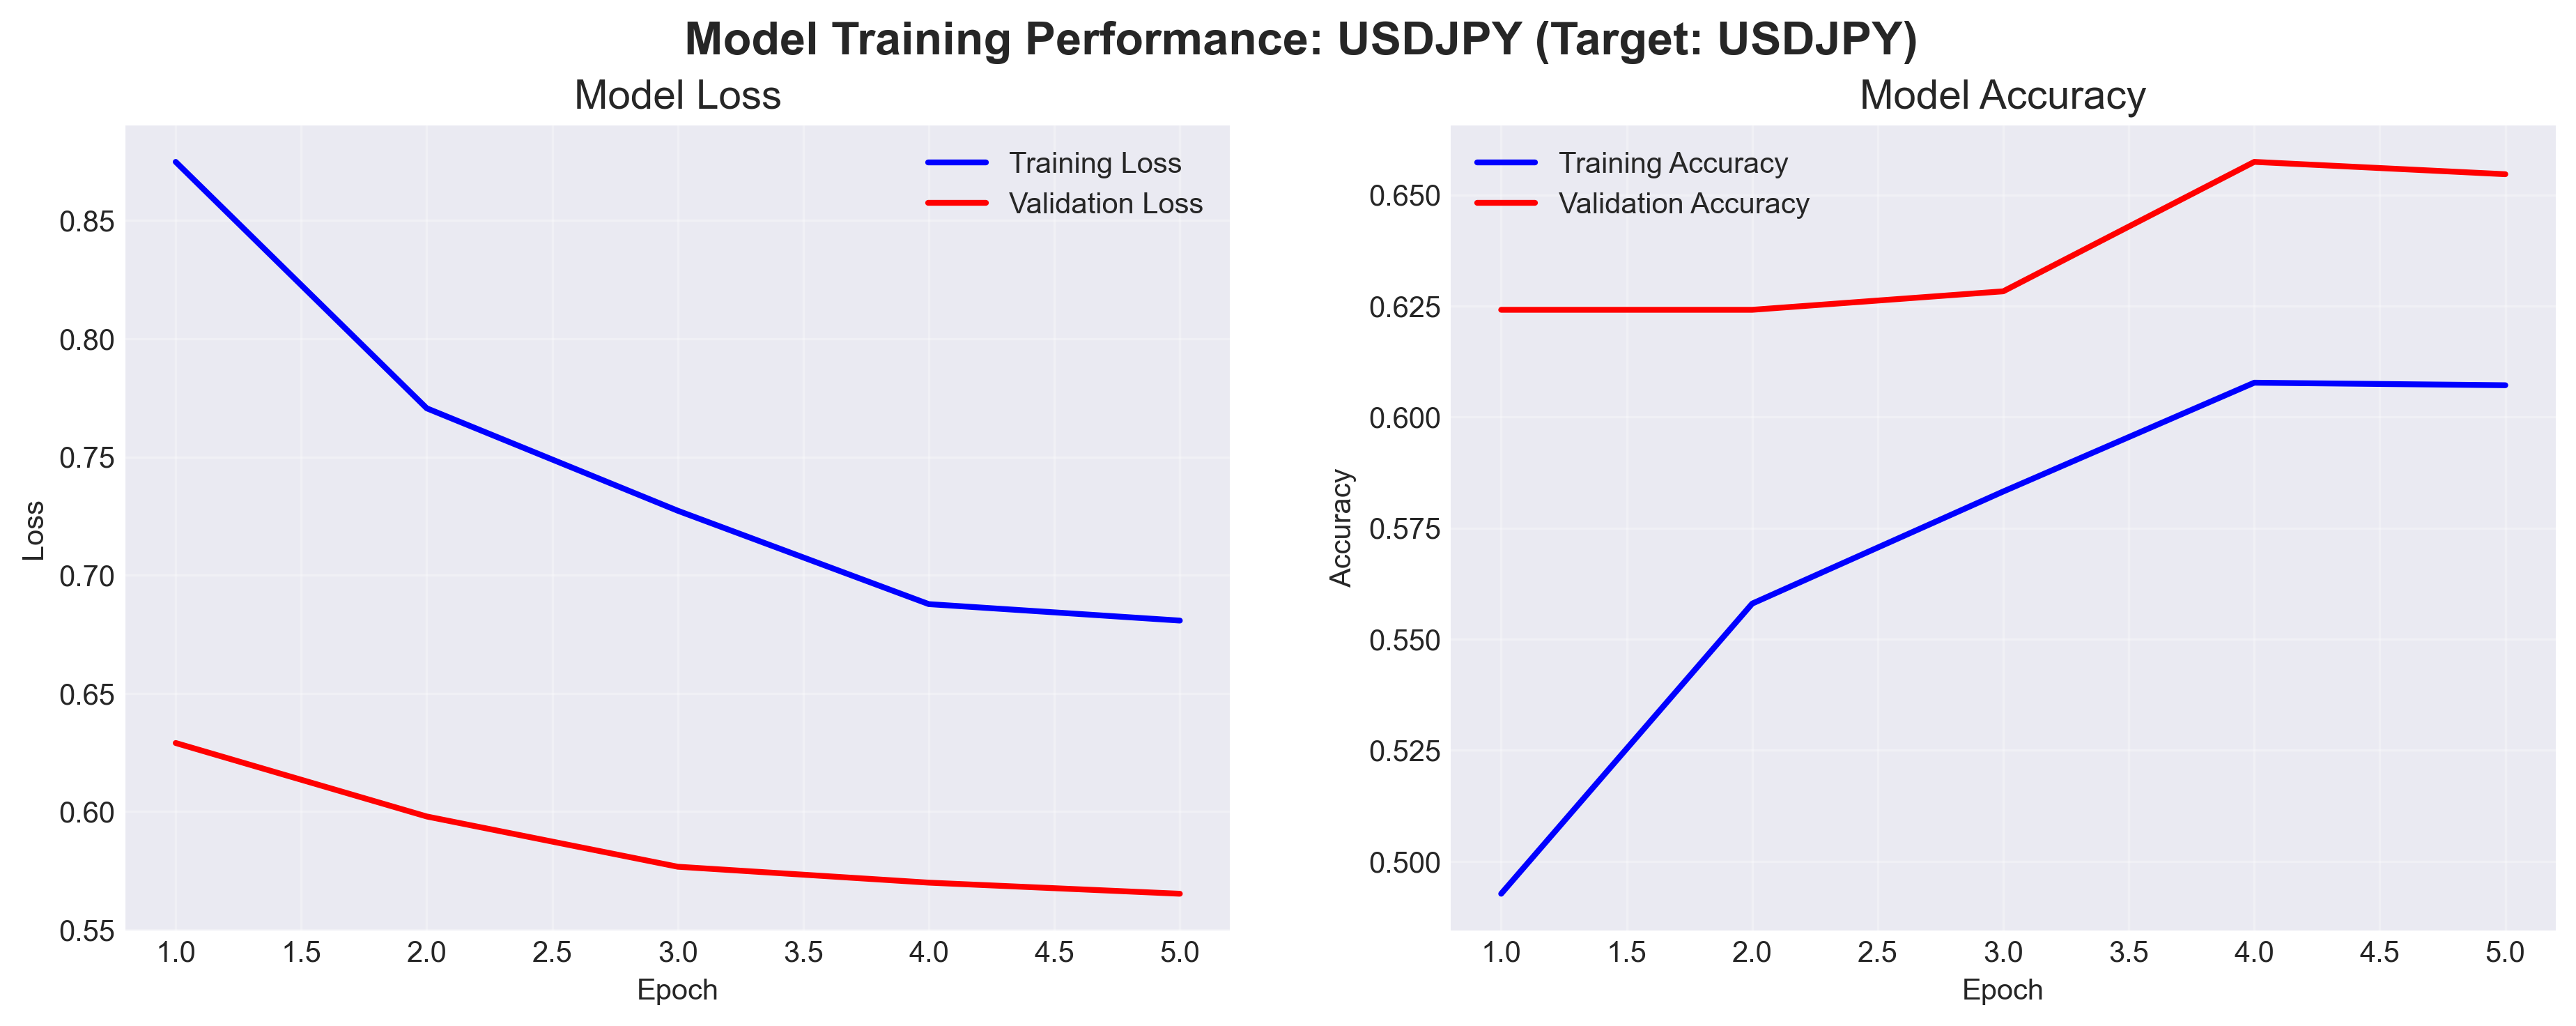 Model Training Performance: USDJPY (Target: USDJPY)
Model Loss
Training Loss
Validation Loss
0.85
0.80
0.75
0.70
0.65
0.60
0.55
Loss
1.0 1.5 2.0 2.5 3.0 3.5 4.0 4.5 5.0
Epoch
Model Accuracy
Training Accuracy
Validation Accuracy
0.650
0.625
0.600
0.575
0.550
0.525
0.500
Accuracy
1.0 1.5 2.0 2.5 3.0 3.5 4.0 4.5 5.0
Epoch